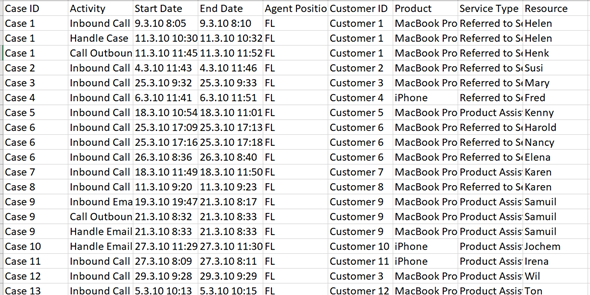 Case ID Activity Start Date End Date Agent Positio Customer ID Product Service Type Resource
Case 1 Inbound Call 9.3.10 8:05 9.3.10 8:10 FL Customer 1 MacBook Pro Referred to Se Helen
Case 1 Handle Case 11.3.10 10:30 11.3.10 10:32 FL Customer 1 MacBook Pro Referred to Se Helen
Case 1 Call Outboun 11.3.10 11:45 11.3.10 11:52 FL Customer 1 MacBook Pro Referred to Se Henk
Case 2 Inbound Call 4.3.10 11:43 4.3.10 11:46 FL Customer 2 MacBook Pro Referred to Se Susi
Case 3 Inbound Call 25.3.10 9:32 25.3.10 9:33 FL Customer 3 MacBook Pro Referred to Se Mary
Case 4 Inbound Call 6.3.10 11:41 6.3.10 11:51 FL Customer 4 iPhone Referred to Se Fred
Case 5 Inbound Call 18.3.10 10:54 18.3.10 11:01 FL Customer 5 MacBook Pro Product Assis Kenny
Case 6 Inbound Call 25.3.10 17:09 25.3.10 17:13 FL Customer 6 MacBook Pro Referred to Se Harold
Case 6 Inbound Call 25.3.10 17:16 25.3.10 17:18 FL Customer 6 MacBook Pro Referred to Se Nancy
Case 6 Inbound Call 26.3.10 8:36 26.3.10 8:40 FL Customer 6 MacBook Pro Referred to Se Elena
Case 7 Inbound Call 18.3.10 11:49 18.3.10 11:50 FL Customer 7 MacBook Pro Product Assis Karen
Case 8 Inbound Call 11.3.10 9:20 11.3.10 9:23 FL Customer 8 MacBook Pro Referred to Se Karen
Case 9 Inbound Ema 19.3.10 19:47 21.3.10 8:17 FL Customer 9 MacBook Pro Product Assis Samuil
Case 9 Call Outboun 21.3.10 8:32 21.3.10 8:33 FL Customer 9 MacBook Pro Product Assis Samuil
Case 9 Handle Email 21.3.10 8:33 21.3.10 8:33 FL Customer 9 MacBook Pro Product Assis Samuil
Case 10 Handle Email 27.3.10 11:29 27.3.10 11:30 FL Customer 10 iPhone Product Assis Jochem
Case 11 Inbound Call 27.3.10 8:09 27.3.10 8:11 FL Customer 11 iPhone Product Assis Irena
Case 12 Inbound Call 29.3.10 9:28 29.3.10 9:29 FL Customer 3 MacBook Pro Product Assis Wil
Case 13 Inbound Call 5.3.10 10:13 5.3.10 10:15 FL Customer 12 MacBook Pro Product Assis Ton